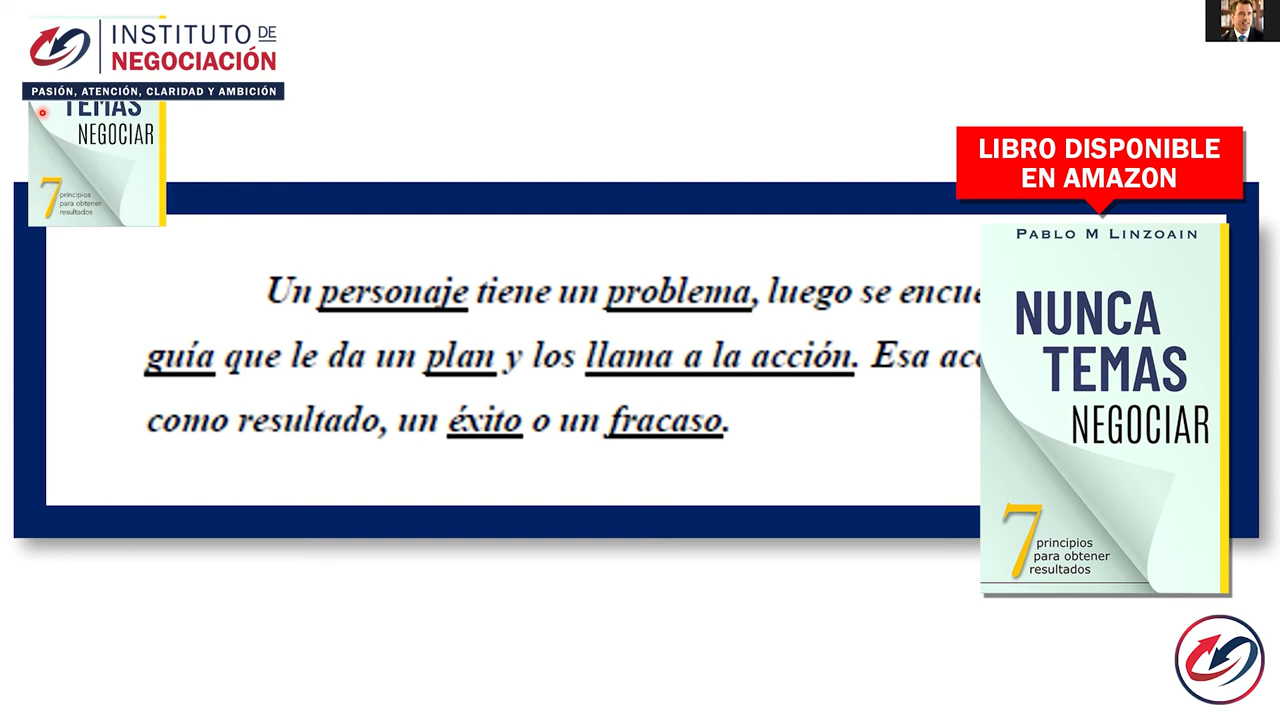 INSTITUTO DE
NEGOCIACIÓN
PASIÓN, ATENCIÓN, CLARIDAD Y AMBICIÓN
TEMAS
NEGOCIAR
7
principios
para obtener
resultados
LIBRO DISPONIBLE
EN AMAZON
Un personaje tiene un problema, luego se
guía que le da un plan y los llama a la acción. Esa
como resultado, un éxito o un fracaso.
PABLO M LINZOAIN
NUNCA
TEMAS
NEGOCIAR
7
principios
para obtener
resultados